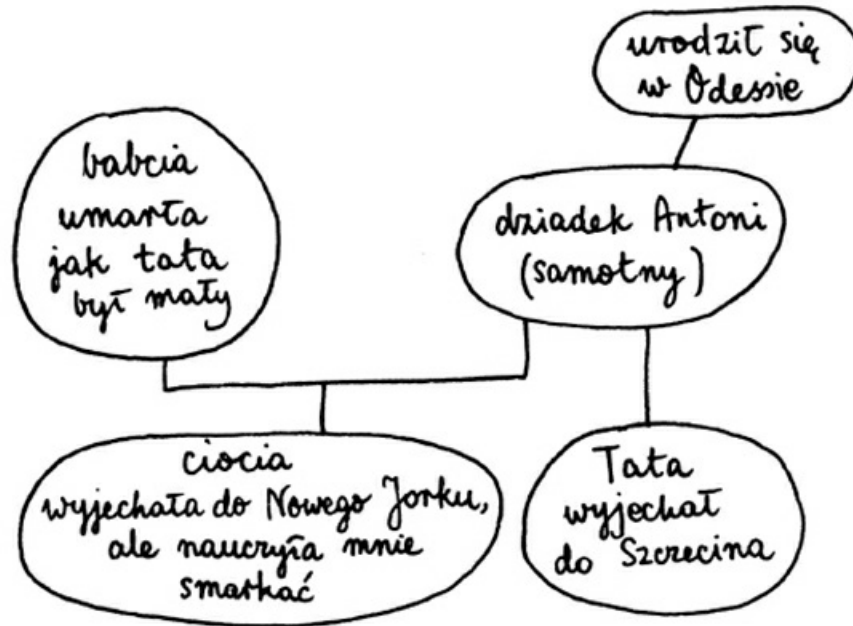 urodził się
w Odessie
babcia
umarła
jak tata
był mały
dziadek Antoni
(samotny)
ciocia
wyjechała do Nowego Jorku,
ale nauczyła mnie
smarkać
Tata
wyjechał
do Szczecina